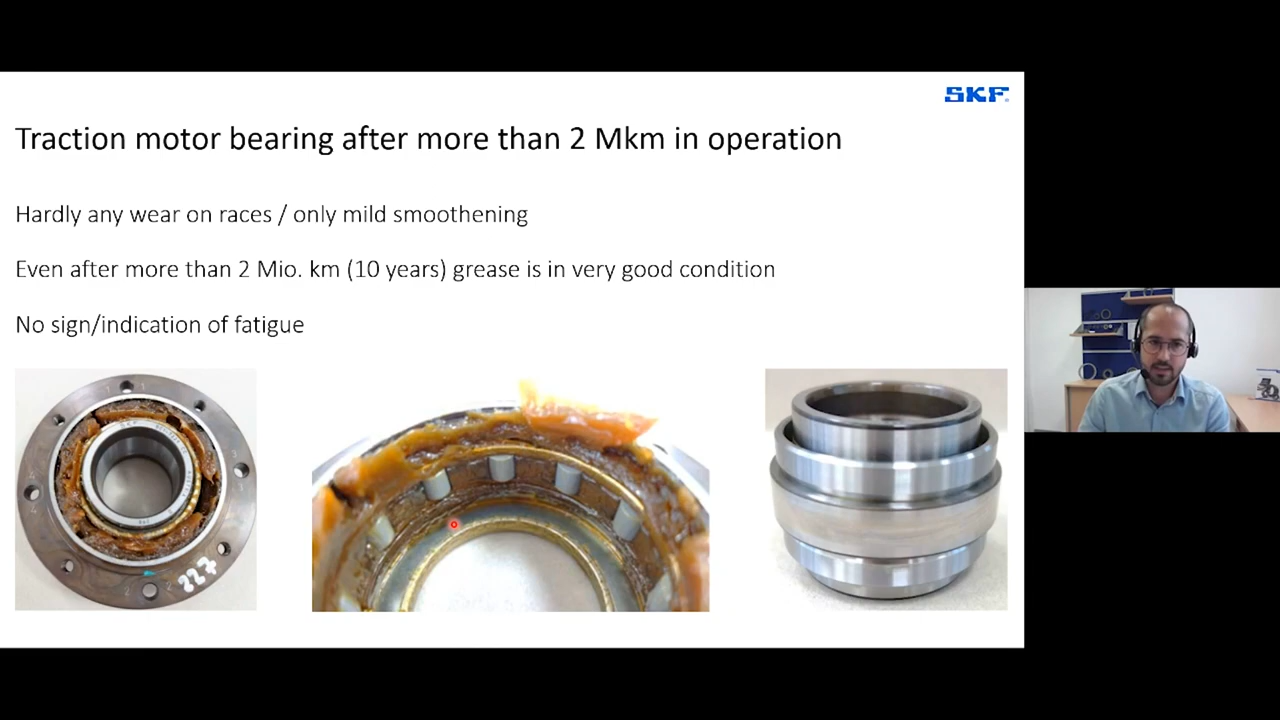 SKF
Traction motor bearing after more than 2 Mkm in operation
Hardly any wear on races / only mild smoothening
Even after more than 2 Mio. km (10 years) grease is in very good condition
No sign/indication of fatigue
227